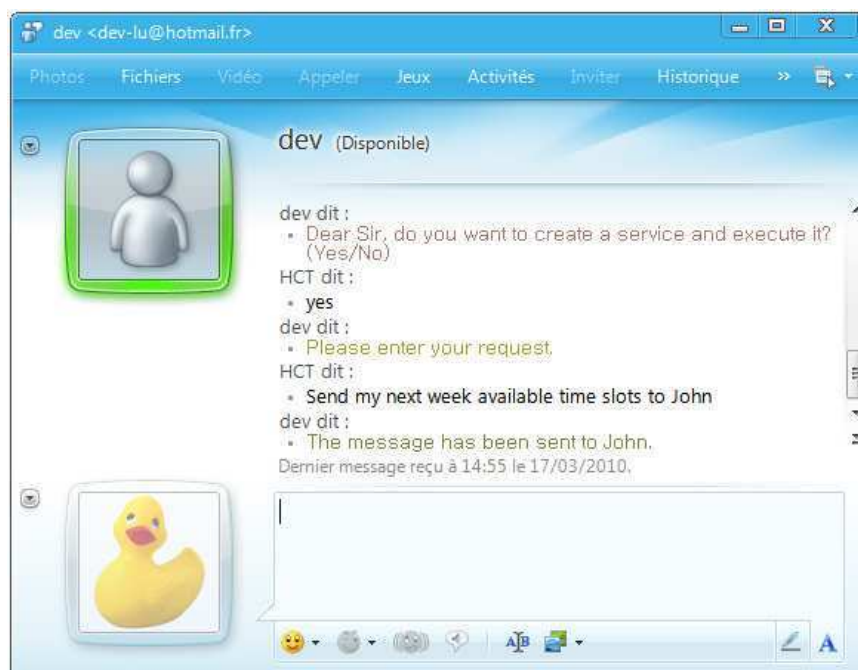 dev <dev-lu@hotmail.fr>
Photos Fichiers Vidéo Appeler Jeux Activités Inviter Historique »
dev (Disponible)
dev dit :
Dear Sir, do you want to create a service and execute it?
(Yes/No)
HCT dit :
yes
dev dit :
Please enter your request.
HCT dit :
Send my next week available time slots to John
dev dit :
The message has been sent to John.
Dernier message reçu à 14:55 le 17/03/2010.
AB A